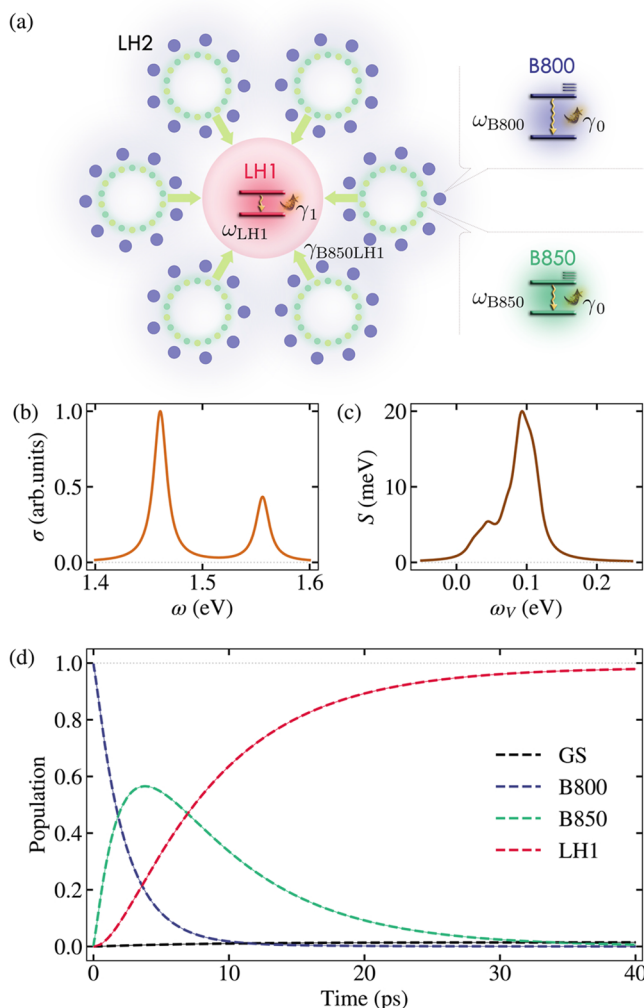 (a)
LH2
B800
ω_B800
γ_0
LH1
γ_1
ω_LH1
γ_B850LH1
B850
ω_B850
γ_0
(b)
1.0
0.5
0.0
σ (arb.units)
1.4 1.5 1.6
ω (eV)
(c)
20
10
0
S (meV)
0.0 0.1 0.2
ω_V (eV)
(d)
1.0
0.8
0.6
0.4
0.2
0.0
Population
GS
B800
B850
LH1
0 10 20 30 40
Time (ps)